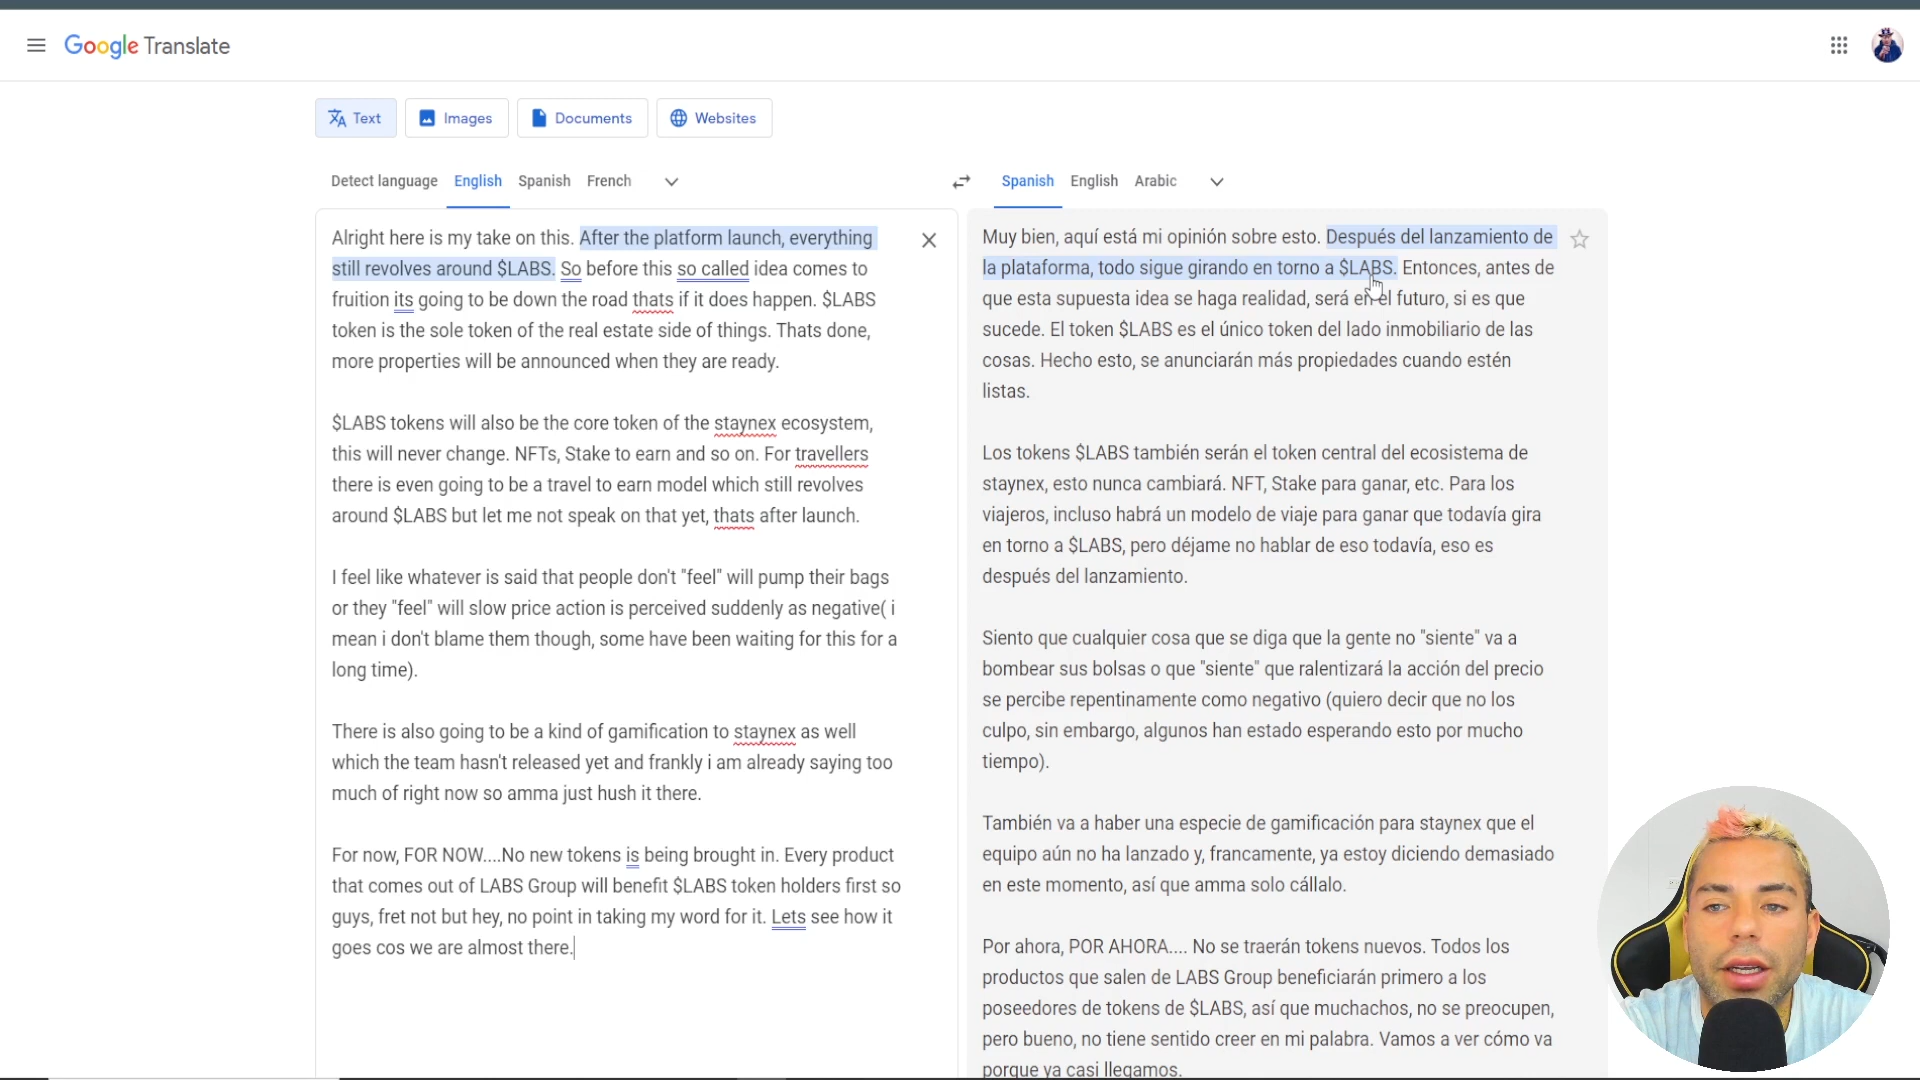 Google Translate
Text
Images
Documents
Websites
Detect language
English
Spanish
French
Spanish
English
Arabic
Alright here is my take on this. After the platform launch, everything
still revolves around $LABS. So before this so called idea comes to
fruition its going to be down the road thats if it does happen. $LABS
token is the sole token of the real estate side of things. Thats done,
more properties will be announced when they are ready.
$LABS tokens will also be the core token of the staynex ecosystem,
this will never change. NFTs, Stake to earn and so on. For travellers
there is even going to be a travel to earn model which still revolves
around $LABS but let me not speak on that yet, thats after launch.
I feel like whatever is said that people don't "feel" will pump their bags
or they "feel" will slow price action is perceived suddenly as negative( i
mean i don't blame them though, some have been waiting for this for a
long time).
There is also going to be a kind of gamification to staynex as well
which the team hasn't released yet and frankly i am already saying too
much of right now so amma just hush it there.
For now, FOR NOW....No new tokens is being brought in. Every product
that comes out of LABS Group will benefit $LABS token holders first so
guys, fret not but hey, no point in taking my word for it. Lets see how it
goes cos we are almost there.
Muy bien, aquí está mi opinión sobre esto. Después del lanzamiento de
la plataforma, todo sigue girando en torno a $LABS. Entonces, antes de
que esta supuesta idea se haga realidad, será en el futuro, si es que
sucede. El token $LABS es el único token del lado inmobiliario de las
cosas. Hecho esto, se anunciarán más propiedades cuando estén
listas.
Los tokens $LABS también serán el token central del ecosistema de
staynex, esto nunca cambiará. NFT, Stake para ganar, etc. Para los
viajeros, incluso habrá un modelo de viaje para ganar que todavía gira
en torno a $LABS, pero déjame no hablar de eso todavía, eso es
después del lanzamiento.
Siento que cualquier cosa que se diga que la gente no "siente" va a
bombear sus bolsas o que "siente" que ralentizará la acción del precio
se percibe repentinamente como negativo (quiero decir que no los
culpo, sin embargo, algunos han estado esperando esto por mucho
tiempo).
También va a haber una especie de gamificación para staynex que el
equipo aún no ha lanzado y, francamente, ya estoy diciendo demasiado
en este momento, así que amma solo cállalo.
Por ahora, POR AHORA.... No se traerán tokens nuevos. Todos los
productos que salen de LABS Group beneficiarán primero a los
poseedores de tokens de $LABS, así que muchachos, no se preocupen,
pero bueno, no tiene sentido creer en mi palabra. Vamos a ver cómo va
porque ya casi llegamos.